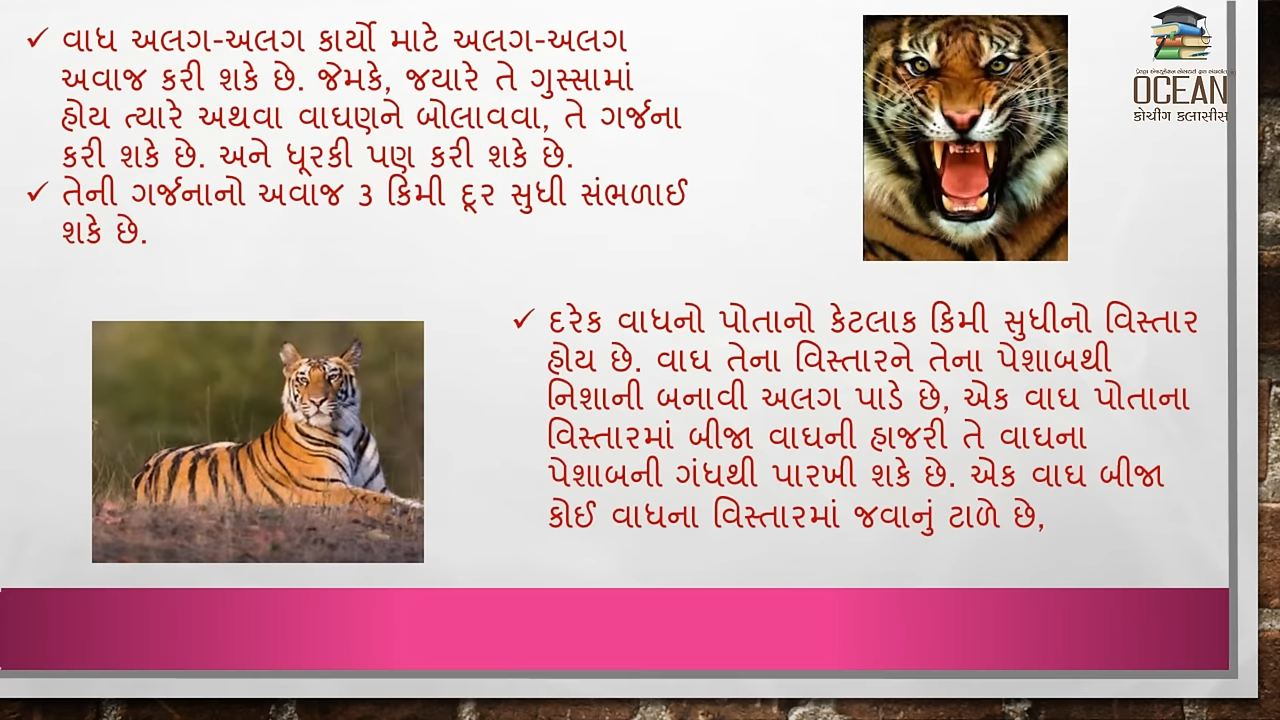 ✓ વાઘ અલગ-અલગ કાર્યો માટે અલગ-અલગ
અવાજ કરી શકે છે. જેમકે, જયારે તે ગુસ્સામાં
હોય ત્યારે અથવા વાઘણને બોલાવવા, તે ગર્જના
કરી શકે છે. અને ધૂરકી પણ કરી શકે છે.
✓ તેની ગર્જનાનો અવાજ 3 કિમી દૂર સુધી સંભળાઈ
શકે છે.
OCEAN
કોચીંગ કલાસીસ
✓ દરેક વાઘનો પોતાનો કેટલાક કિમી સુધીનો વિસ્તાર
હોય છે. વાઘ તેના વિસ્તારને તેના પેશાબથી
નિશાની બનાવી અલગ પાડે છે, એક વાઘ પોતાના
વિસ્તારમાં બીજા વાઘની હાજરી તે વાઘના
પેશાબની ગંધથી પારખી શકે છે. એક વાઘ બીજા
કોઈ વાઘના વિસ્તારમાં જવાનું ટાળે છે,